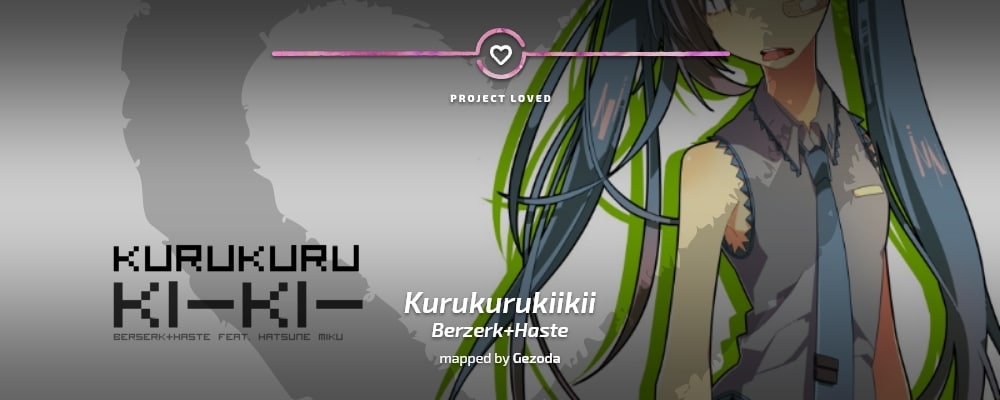 PROJECT LOVED
KURUKURU
KI-KI-
BERSERK+HASTE FEAT. HATSUNE MIKU
Kurukurukiikii
Berzerk+Haste
mapped by Gezoda